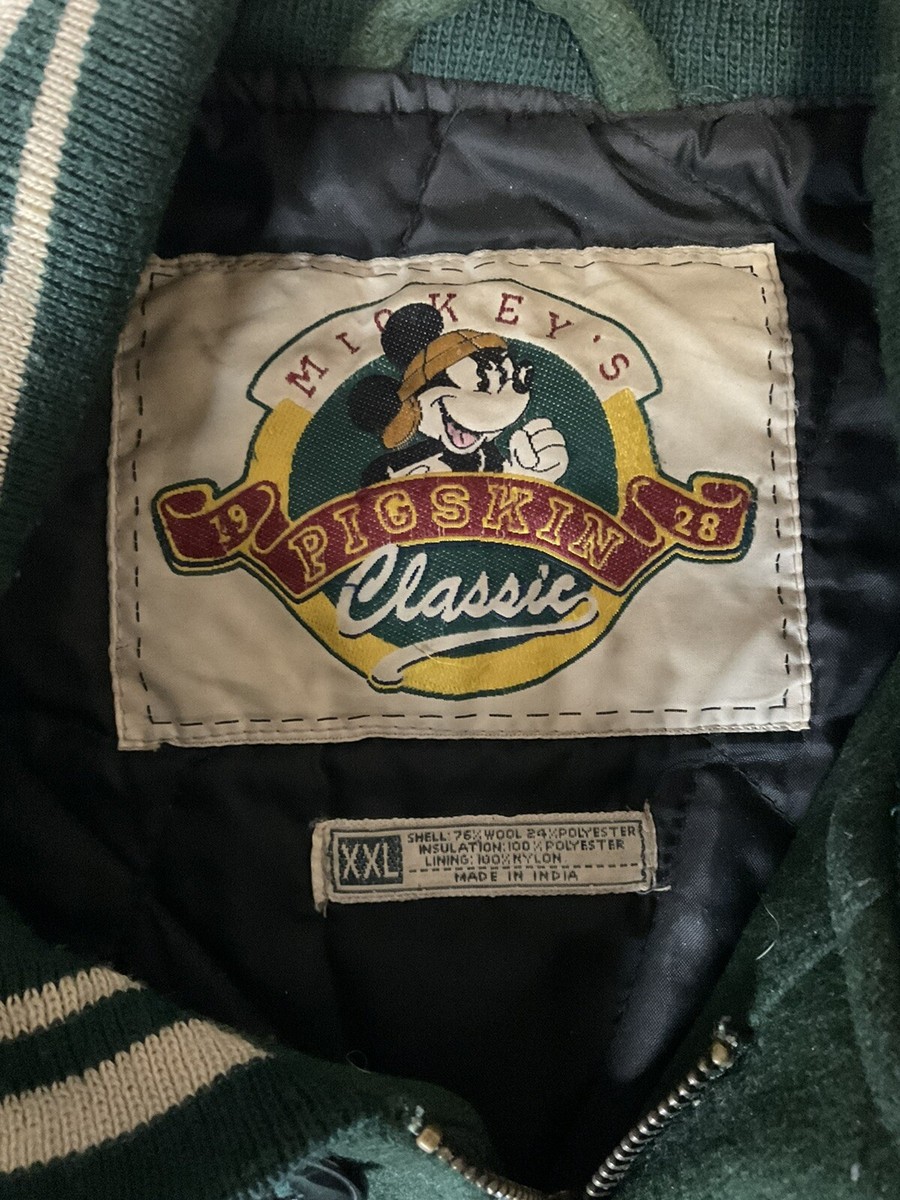 MICKEY'S
19 PIGSKIN 28
Classic
XXL
SHELL: 76% WOOL 24% POLYESTER
INSULATION: 100% POLYESTER
LINING: 100% NYLON
MADE IN INDIA